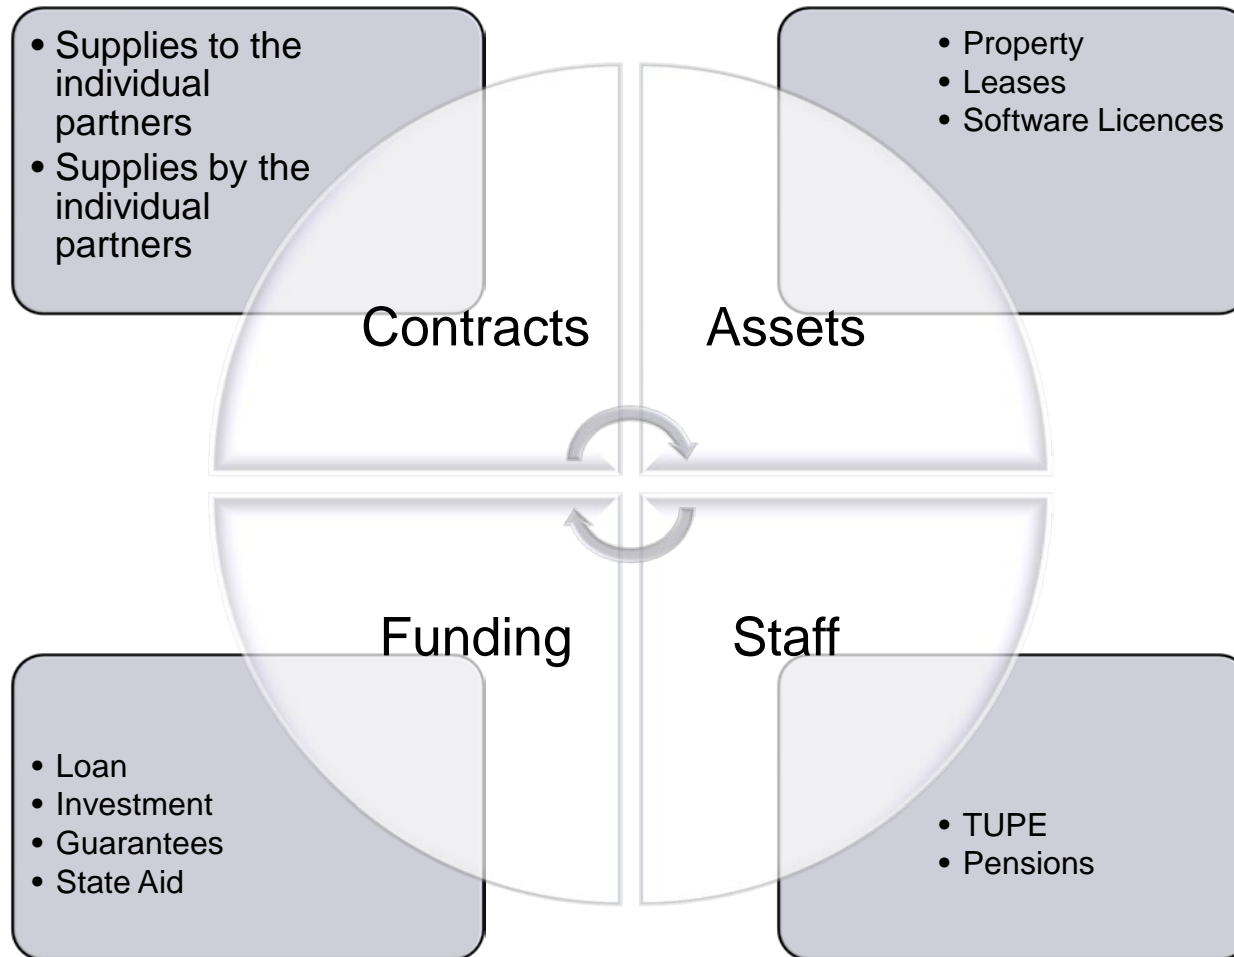 • Supplies to the
individual
partners
• Supplies by the
individual
partners
• Property
• Leases
• Software Licences
Contracts
Assets
Funding
Staff
• Loan
• Investment
• Guarantees
• State Aid
• TUPE
• Pensions